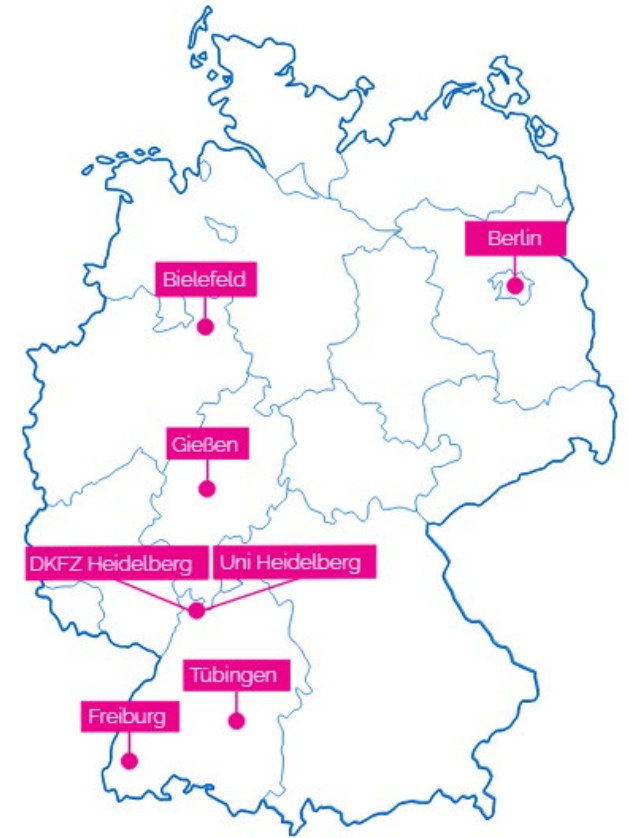 Berlin
Bielefeld
Gießen
DKFZ Heidelberg
Uni Heidelberg
Tübingen
Freiburg